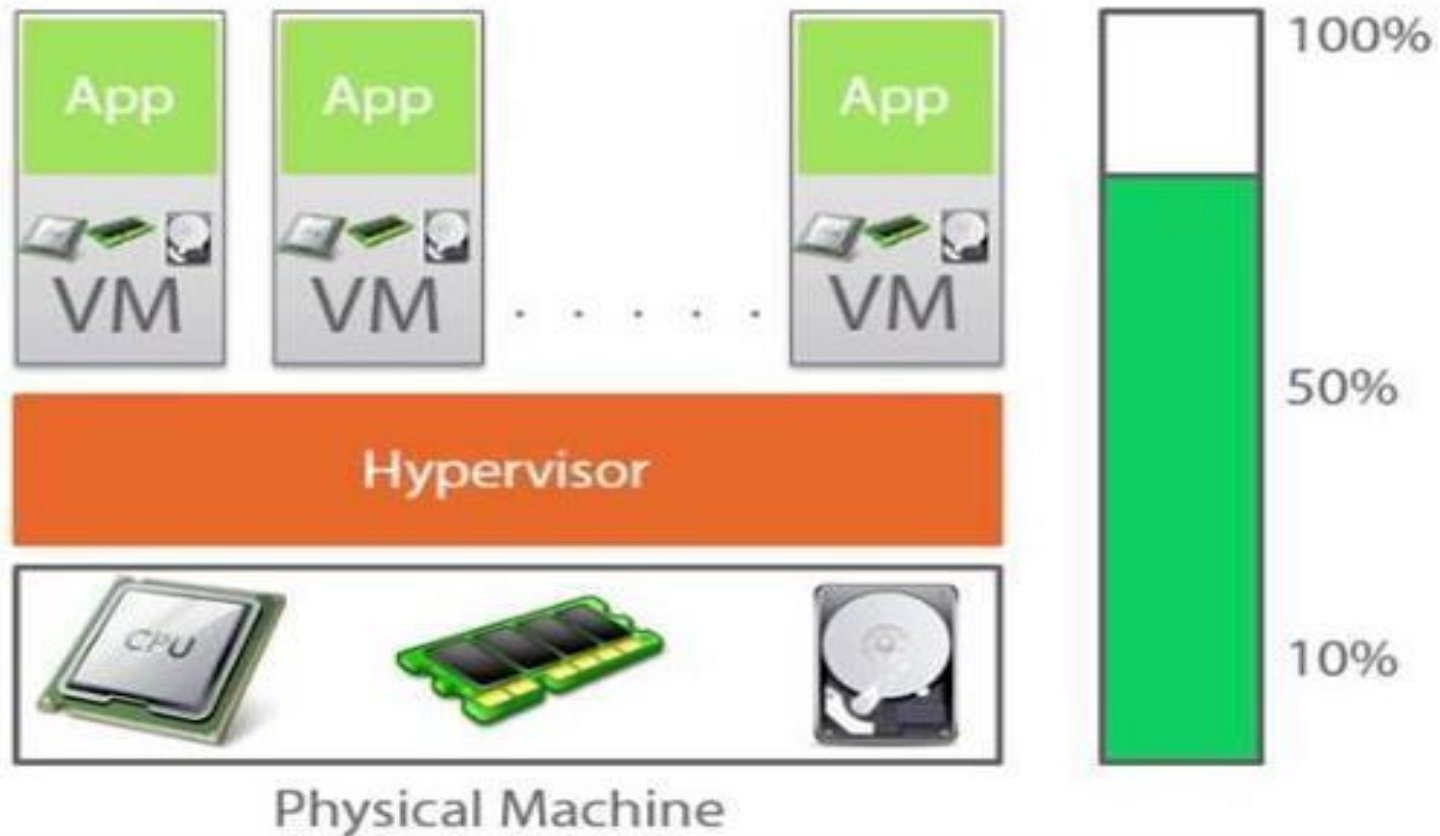 App App App
VM VM . . . . . VM
Hypervisor
CPU
Physical Machine
100%
50%
10%